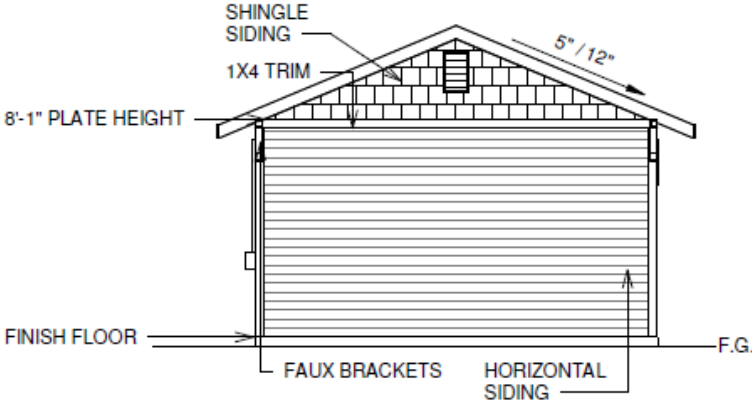 SHINGLE
SIDING
5" / 12"
1X4 TRIM
8'-1" PLATE HEIGHT
FINISH FLOOR
F.G.
FAUX BRACKETS
HORIZONTAL
SIDING